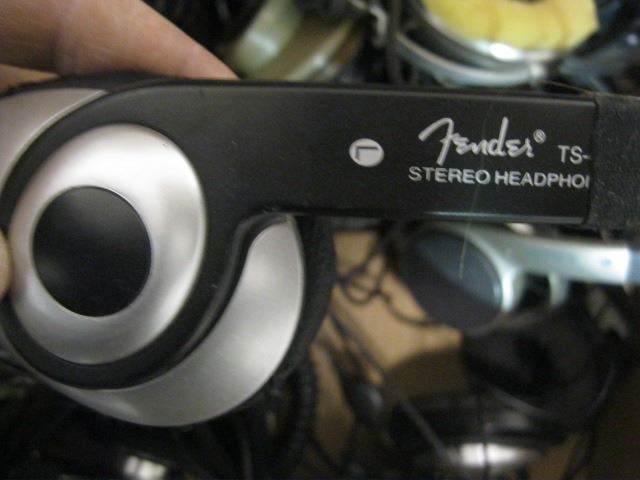 L
Fender® TS-
STEREO HEADPHO